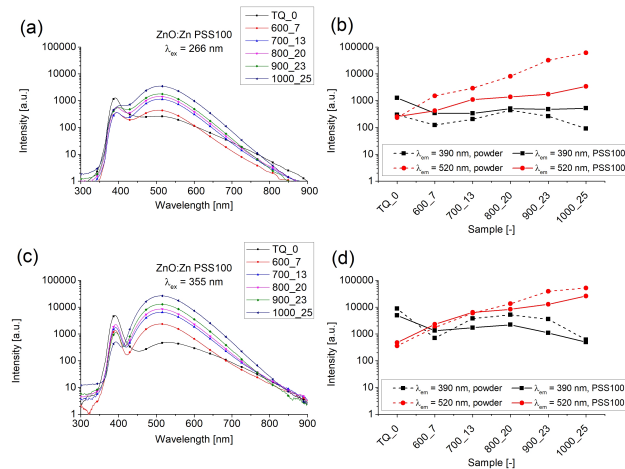 (a)
ZnO:Zn PSS100
λex = 266 nm
TQ_0
600_7
700_13
800_20
900_23
1000_25
Intensity [a.u.]
100000
10000
1000
100
10
1
300 400 500 600 700 800 900
Wavelength [nm]
(b)
Intensity [a.u.]
100000
10000
1000
100
10
1
λem = 390 nm, powder
λem = 390 nm, PSS100
λem = 520 nm, powder
λem = 520 nm, PSS100
TQ_0 600_7 700_13 800_20 900_23 1000_25
Sample [-]
(c)
ZnO:Zn PSS100
λex = 355 nm
TQ_0
600_7
700_13
800_20
900_23
1000_25
Intensity [a.u.]
100000
10000
1000
100
10
1
300 400 500 600 700 800 900
Wavelength [nm]
(d)
Intensity [a.u.]
100000
10000
1000
100
10
1
λem = 390 nm, powder
λem = 390 nm, PSS100
λem = 520 nm, powder
λem = 520 nm, PSS100
TQ_0 600_7 700_13 800_20 900_23 1000_25
Sample [-]